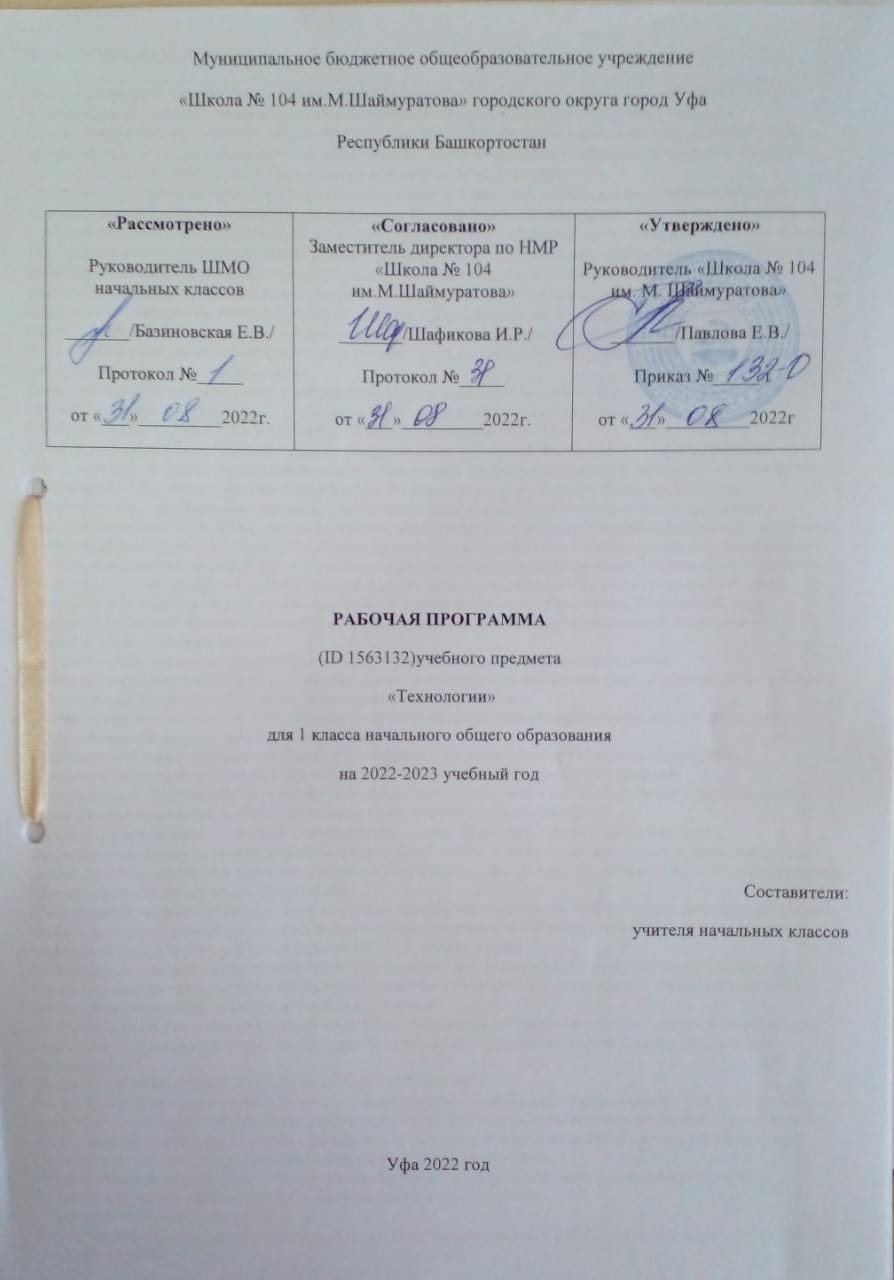 Муниципальное бюджетное общеобразовательное учреждение
«Школа № 104 им.М.Шаймуратова» городского округа город Уфа
Республики Башкортостан
«Рассмотрено»
Руководитель ШМО
начальных классов
/Базиновская Е.В./
Протокол № 1
от «31» 08 2022г.
«Согласовано»
Заместитель директора по НМР
«Школа № 104
им.М.Шаймуратова»
/Шафикова И.Р./
Протокол № 31
от «31» 08 2022г.
«Утверждено»
Руководитель «Школа № 104
им. М. Шаймуратова»
/Павлова Е.В./
Приказ № 132-О
от «31» 08 2022г
РАБОЧАЯ ПРОГРАММА
(ID 1563132)учебного предмета
«Технологии»
для 1 класса начального общего образования
на 2022-2023 учебный год
Составители:
учителя начальных классов
Уфа 2022 год